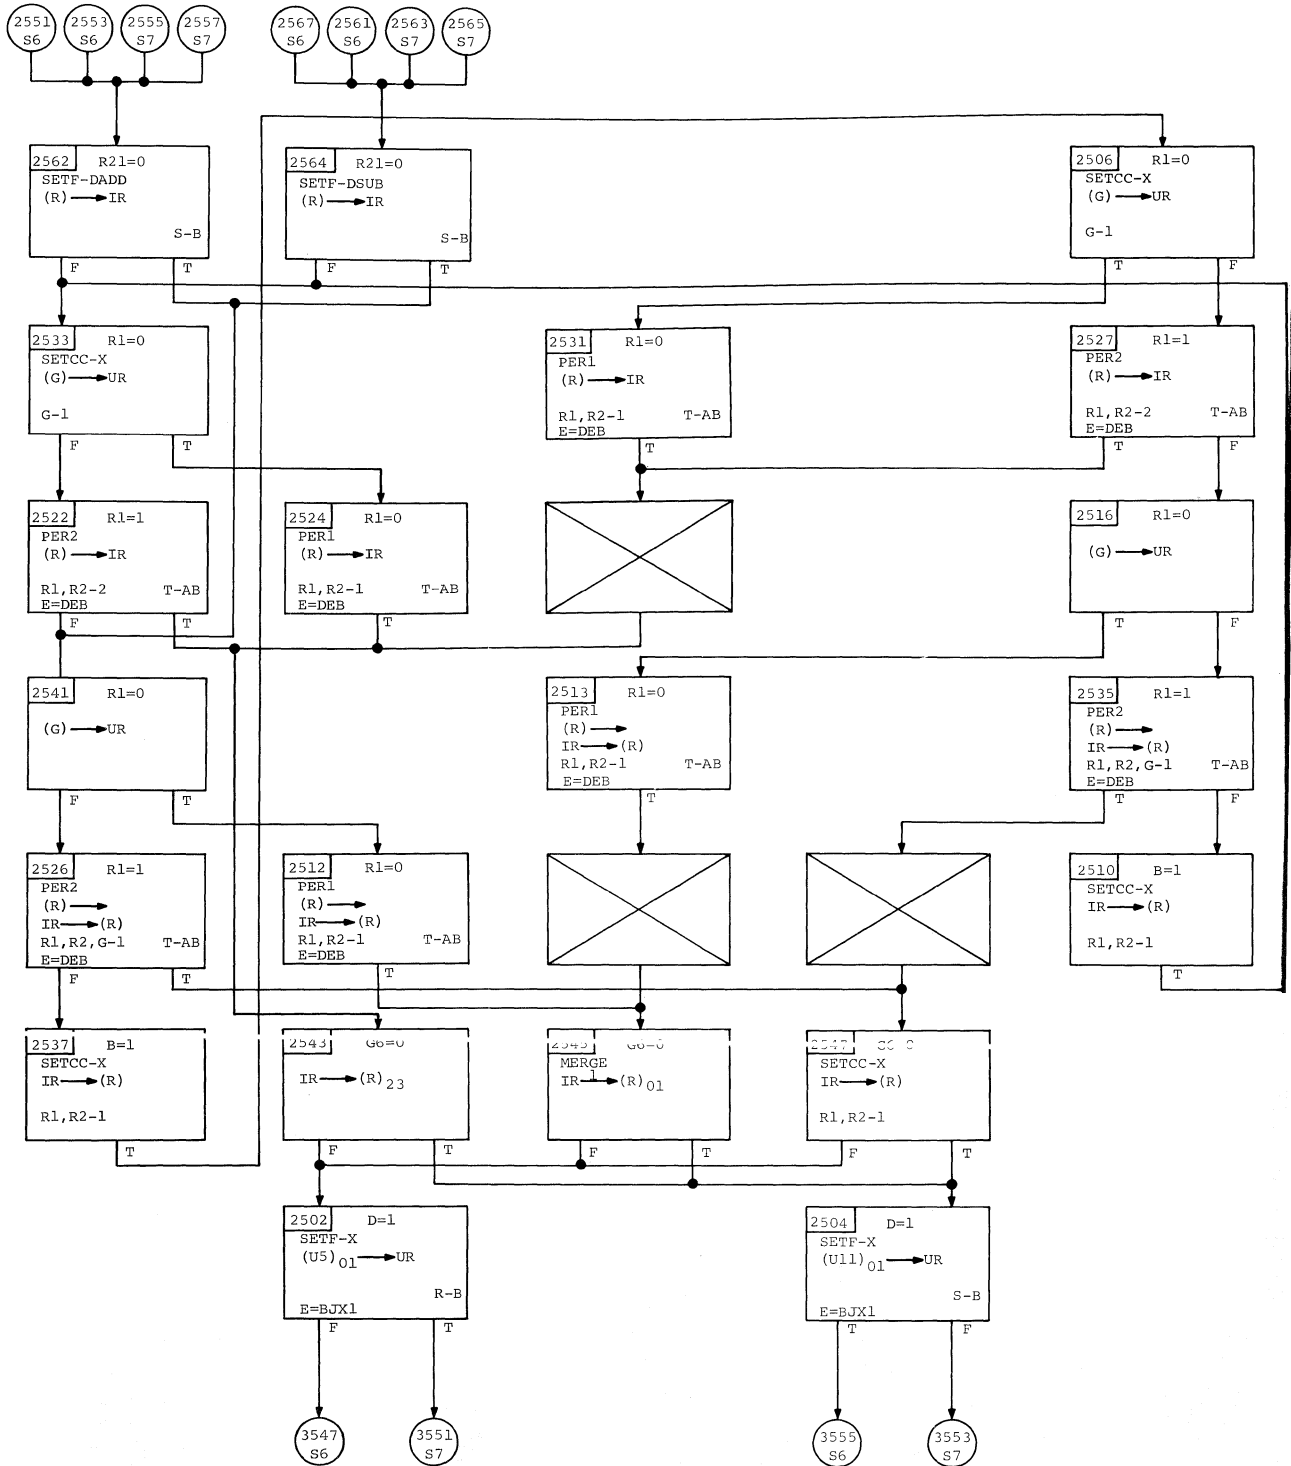 2551 S6
2553 S6
2555 S7
2557 S7
2567 S6
2561 S6
2563 S7
2565 S7
2562 R21=0
SETF-DADD
(R) → IR
S-B
F T
2564 R21=0
SETF-DSUB
(R) → IR
S-B
F T
2506 R1=0
SETCC-X
(G) → UR
G-1
T F
2533 R1=0
SETCC-X
(G) → UR
G-1
F T
2531 R1=0
PER1
(R) → IR
R1,R2-1 T-AB
E=DEB
T
2527 R1=1
PER2
(R) → IR
R1,R2-2 T-AB
E=DEB
T F
2522 R1=1
PER2
(R) → IR
R1,R2-2 T-AB
E=DEB
F T
2524 R1=0
PER1
(R) → IR
R1,R2-1 T-AB
E=DEB
T
2516 R1=0
(G) → UR
T F
2541 R1=0
(G) → UR
F T
2513 R1=0
PER1
(R) →
IR → (R)
R1,R2-1 T-AB
E=DEB
T
2535 R1=1
PER2
(R) →
IR → (R)
R1,R2,G-1 T-AB
E=DEB
T F
2526 R1=1
PER2
(R) →
IR → (R)
R1,R2,G-1 T-AB
E=DEB
F T
2512 R1=0
PER1
(R) →
IR → (R)
R1,R2-1 T-AB
E=DEB
T
2510 B=1
SETCC-X
IR → (R)
R1,R2-1
T
2537 B=1
SETCC-X
IR → (R)
R1,R2-1
T
2543 G6=0
IR → (R)23
F T
2545 G6=0
MERGE 1
IR → (R)01
F T
2547
SETCC-X
IR → (R)
R1,R2-1
F T
2502 D=1
SETF-X
(U5)01 → UR
R-B
E=BJX1
F T
2504 D=1
SETF-X
(U11)01 → UR
S-B
E=BJX1
T F
3547 S6
3551 S7
3555 S6
3553 S7